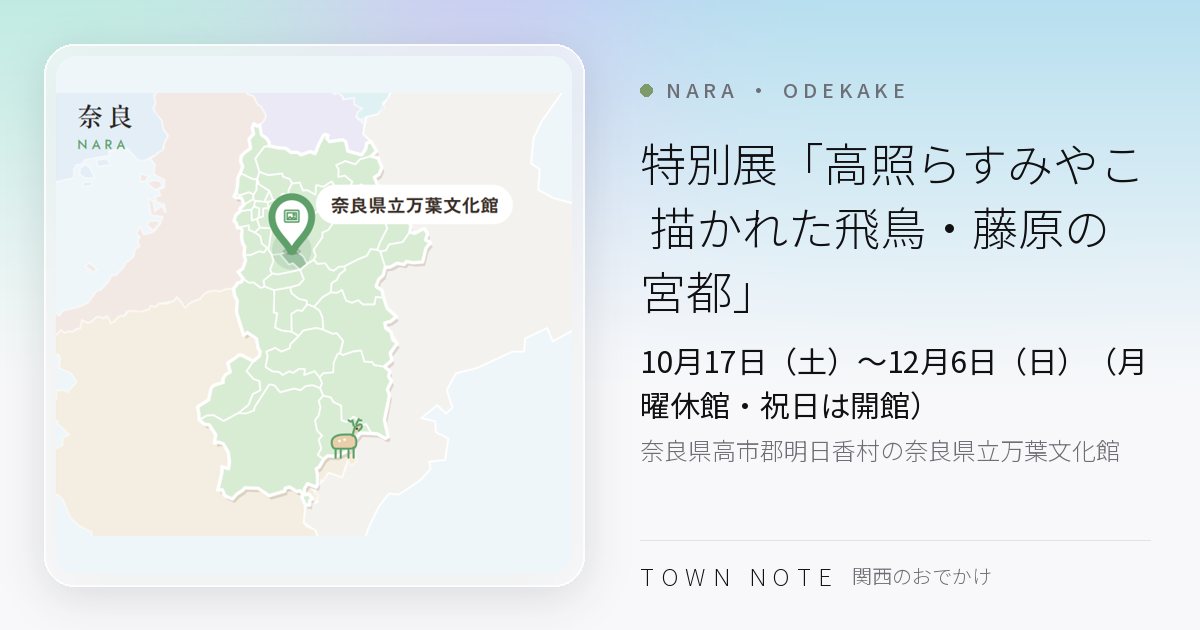 奈良
NARA
奈良県立万葉文化館
NARA ・ ODEKAKE
特別展「高照らすみやこ
描かれた飛鳥・藤原の
宮都」
10月17日（土）〜12月6日（日）（月
曜休館・祝日は開館）
奈良県高市郡明日香村の奈良県立万葉文化館
TOWN NOTE 関西のおでかけ